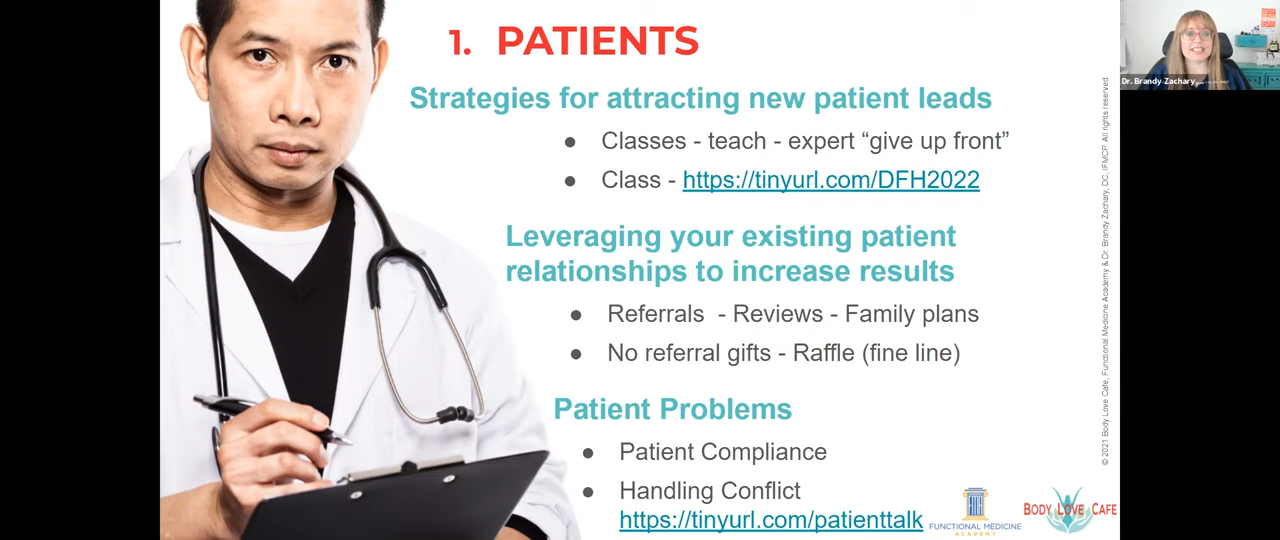 1. PATIENTS
Strategies for attracting new patient leads
● Classes - teach - expert “give up front”
● Class - https://tinyurl.com/DFH2022
Leveraging your existing patient
relationships to increase results
● Referrals - Reviews - Family plans
● No referral gifts - Raffle (fine line)
Patient Problems
● Patient Compliance
● Handling Conflict
https://tinyurl.com/patienttalk
FUNCTIONAL MEDICINE
ACADEMY
BODY LOVE CAFE
© 2021 Body Love Cafe, Functional Medicine Academy & Dr. Brandy Zachary, DC, IFMCP. All rights reserved.
Dr. Brandy Zachary,